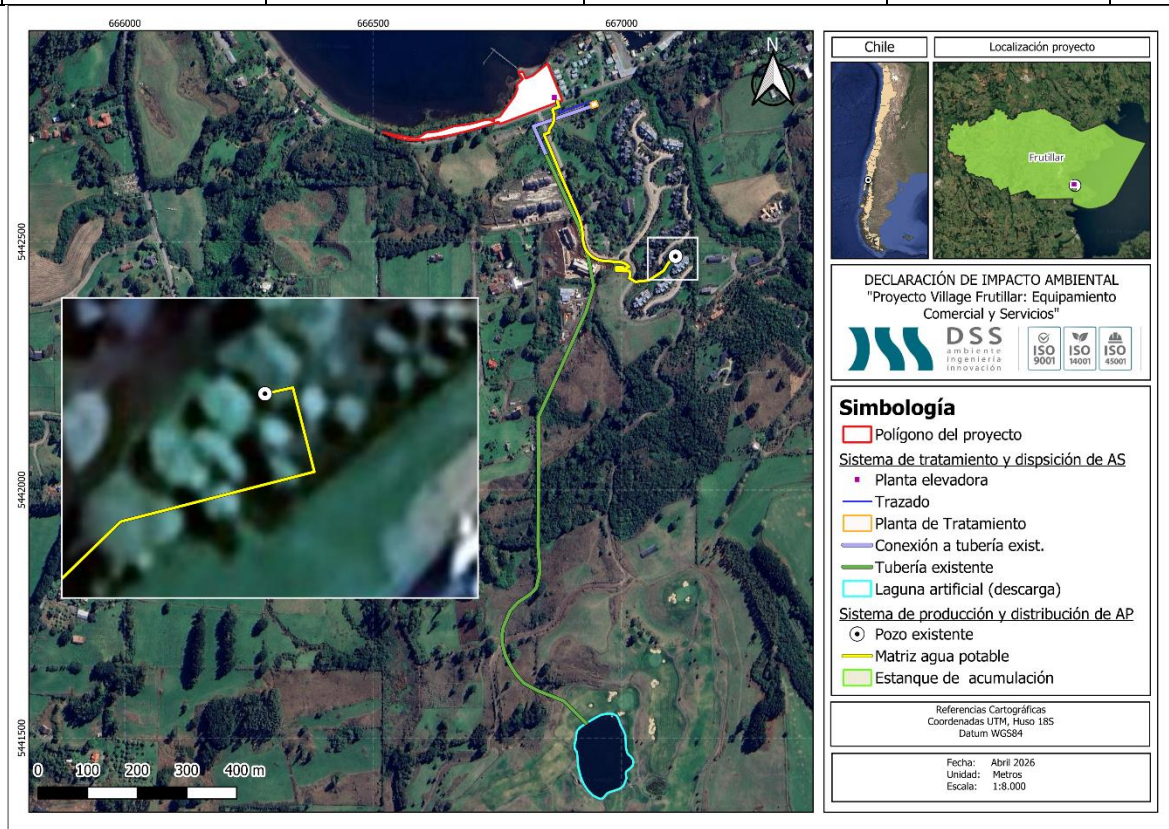 666000
666500
667000
5442500
5442000
5441500
N
0 100 200 300 400 m
Chile
Localización proyecto
Frutillar
DECLARACIÓN DE IMPACTO AMBIENTAL
"Proyecto Village Frutillar: Equipamiento
Comercial y Servicios"
DSS
ambiente
ingeniería
innovación
ISO
9001
ISO
14001
ISO
45001
Simbología
Polígono del proyecto
Sistema de tratamiento y dispsición de AS
Planta elevadora
Trazado
Planta de Tratamiento
Conexión a tubería exist.
Tubería existente
Laguna artificial (descarga)
Sistema de producción y distribución de AP
Pozo existente
Matriz agua potable
Estanque de acumulación
Referencias Cartográficas
Coordenadas UTM, Huso 18S
Datum WGS84
Fecha: Abril 2026
Unidad: Metros
Escala: 1:8.000